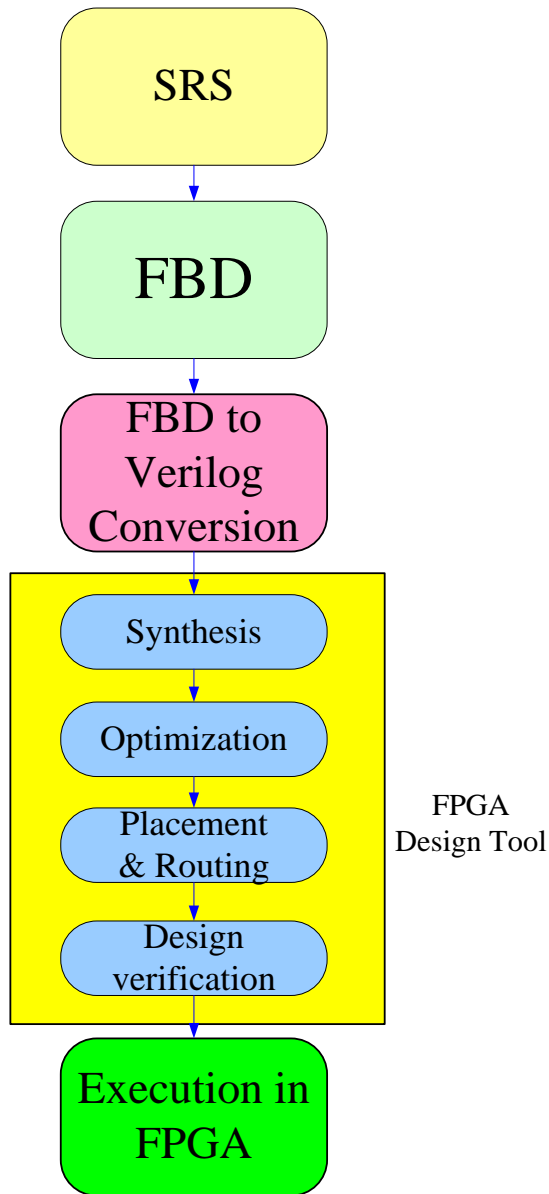 SRS
FBD
FBD to
Verilog
Conversion
Synthesis
Optimization
Placement
& Routing
Design
verification
FPGA
Design Tool
Execution in
FPGA